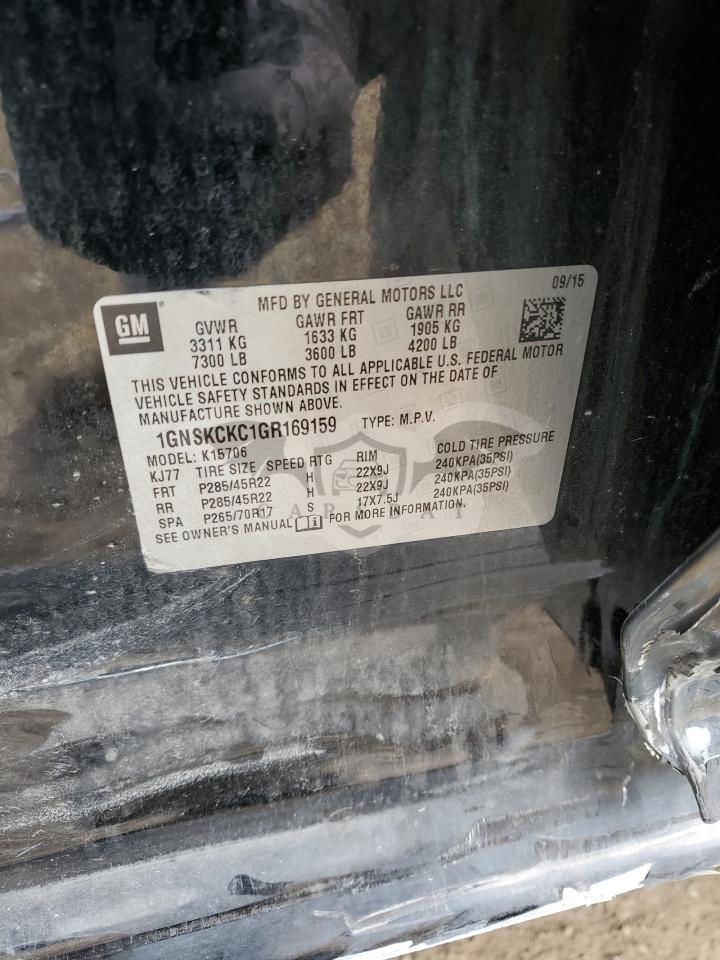 GM
MFD BY GENERAL MOTORS LLC 09/15
GVWR GAWR FRT GAWR RR
3311 KG 1633 KG 1905 KG
7300 LB 3600 LB 4200 LB
THIS VEHICLE CONFORMS TO ALL APPLICABLE U.S. FEDERAL MOTOR
VEHICLE SAFETY STANDARDS IN EFFECT ON THE DATE OF
MANUFACTURE SHOWN ABOVE.
1GNSKCKC1GR169159 TYPE: M.P.V.
MODEL: K15706
KJ77 TIRE SIZE SPEED RTG RIM COLD TIRE PRESSURE
FRT P285/45R22 H 22X9J 240KPA(35PSI)
RR P285/45R22 H 22X9J 240KPA(35PSI)
SPA P265/70R17 S 17X7.5J 240KPA(35PSI)
SEE OWNER'S MANUAL FOR MORE INFORMATION.